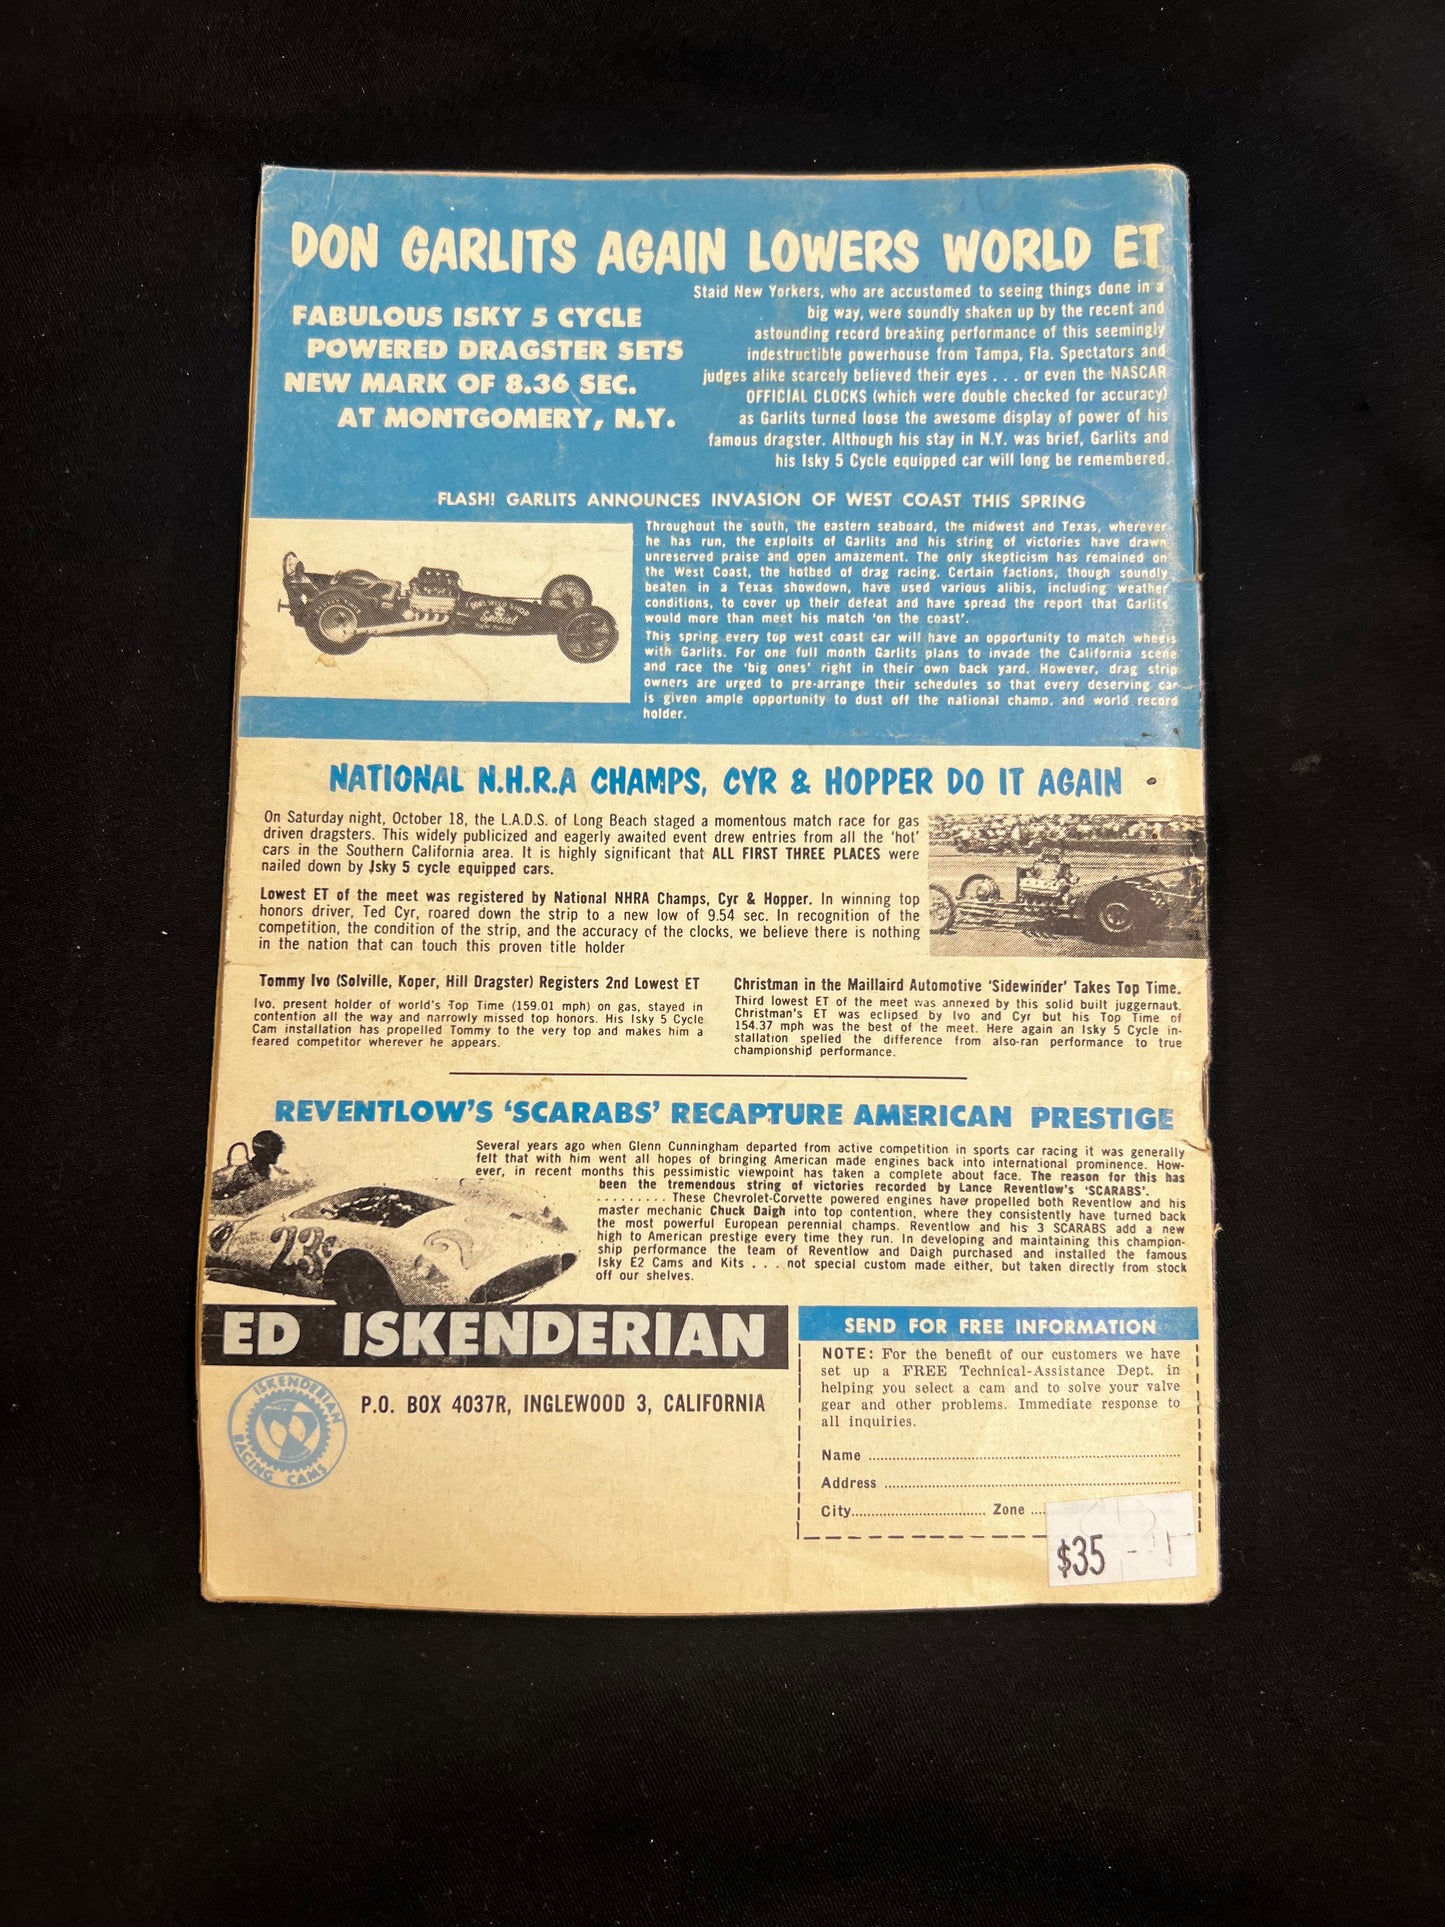 DON GARLITS AGAIN LOWERS WORLD ET
FABULOUS ISKY 5 CYCLE
POWERED DRAGSTER SETS
NEW MARK OF 8.36 SEC.
AT MONTGOMERY, N.Y.
Staid New Yorkers, who are accustomed to seeing things done in a
big way, were soundly shaken up by the recent and
astounding record breaking performance of this seemingly
indestructible powerhouse from Tampa, Fla. Spectators and
judges alike scarcely believed their eyes . . . or even the NASCAR
OFFICIAL CLOCKS (which were double checked for accuracy)
as Garlits turned loose the awesome display of power of his
famous dragster. Although his stay in N.Y. was brief, Garlits and
his Isky 5 Cycle equipped car will long be remembered.
FLASH! GARLITS ANNOUNCES INVASION OF WEST COAST THIS SPRING
Throughout the south, the eastern seaboard, the midwest and Texas, wherever
he has run, the exploits of Garlits and his string of victories have drawn
unreserved praise and open amazement. The only skepticism has remained on
the West Coast, the hotbed of drag racing. Certain factions, though soundly
beaten in a Texas showdown, have used various alibis, including weather
conditions, to cover up their defeat and have spread the report that Garlits
would more than meet his match 'on the coast'.
This spring every top west coast car will have an opportunity to match wheels
with Garlits. For one full month Garlits plans to invade the California scene
and race the 'big ones' right in their own back yard. However, drag strip
owners are urged to pre-arrange their schedules so that every deserving car
is given ample opportunity to dust off the national champ. and world record
holder.
Special
NATIONAL N.H.R.A CHAMPS, CYR & HOPPER DO IT AGAIN
On Saturday night, October 18, the L.A.D.S. of Long Beach staged a momentous match race for gas
driven dragsters. This widely publicized and eagerly awaited event drew entries from all the 'hot'
cars in the Southern California area. It is highly significant that ALL FIRST THREE PLACES were
nailed down by Isky 5 cycle equipped cars.
Lowest ET of the meet was registered by National NHRA Champs, Cyr & Hopper. In winning top
honors driver, Ted Cyr, roared down the strip to a new low of 9.54 sec. In recognition of the
competition, the condition of the strip, and the accuracy of the clocks, we believe there is nothing
in the nation that can touch this proven title holder
Tommy Ivo (Solville, Koper, Hill Dragster) Registers 2nd Lowest ET
Ivo, present holder of world's Top Time (159.01 mph) on gas, stayed in
contention all the way and narrowly missed top honors. His Isky 5 Cycle
Cam installation has propelled Tommy to the very top and makes him a
feared competitor wherever he appears.
Christman in the Maillaird Automotive 'Sidewinder' Takes Top Time.
Third lowest ET of the meet was annexed by this solid built juggernaut.
Christman's ET was eclipsed by Ivo and Cyr but his Top Time of
154.37 mph was the best of the meet. Here again an Isky 5 Cycle in-
stallation spelled the difference from also-ran performance to true
championship performance.
REVENTLOW'S 'SCARABS' RECAPTURE AMERICAN PRESTIGE
Several years ago when Glenn Cunningham departed from active competition in sports car racing it was generally
felt that with him went all hopes of bringing American made engines back into international prominence. How-
ever, in recent months this pessimistic viewpoint has taken a complete about face. The reason for this has
been the tremendous string of victories recorded by Lance Reventlow's 'SCARABS'.
. . . . . . . . . These Chevrolet-Corvette powered engines have propelled both Reventlow and his
master mechanic Chuck Daigh into top contention, where they consistently have turned back
the most powerful European perennial champs. Reventlow and his 3 SCARABS add a new
high to American prestige every time they run. In developing and maintaining this champion-
ship performance the team of Reventlow and Daigh purchased and installed the famous
Isky E2 Cams and Kits . . . not special custom made either, but taken directly from stock
off our shelves.
23
2
ED ISKENDERIAN
P.O. BOX 4037R, INGLEWOOD 3, CALIFORNIA
ISKENDERIAN
RACING CAMS
SEND FOR FREE INFORMATION
NOTE: For the benefit of our customers we have
set up a FREE Technical-Assistance Dept. in
helping you select a cam and to solve your valve
gear and other problems. Immediate response to
all inquiries.
Name
Address
City Zone
$35